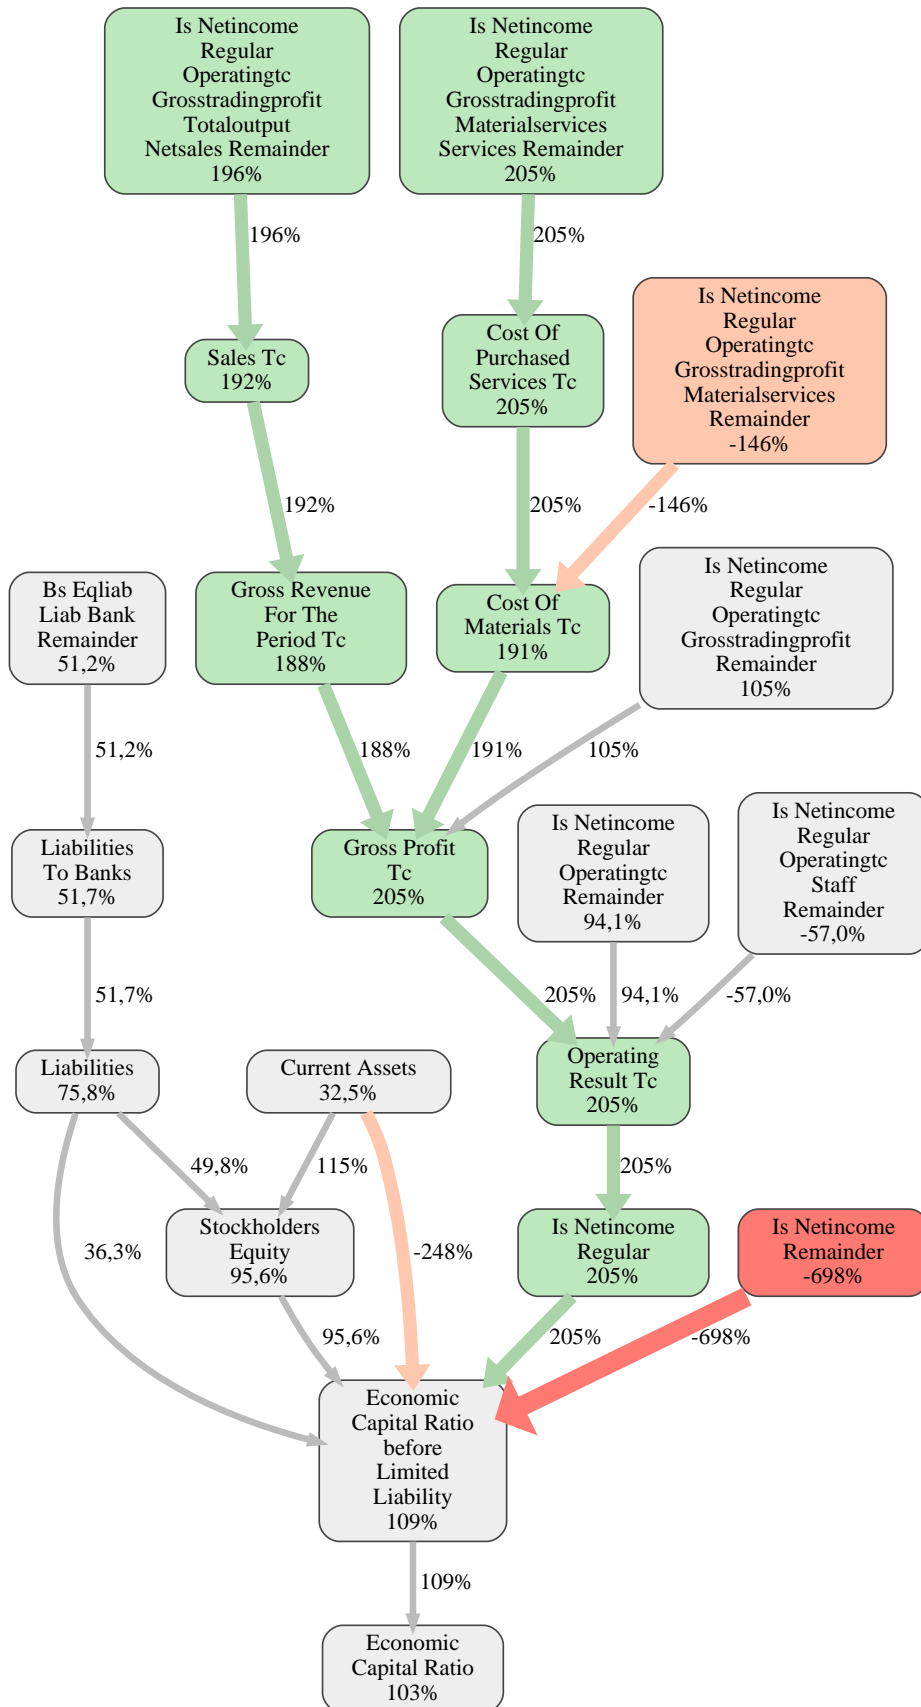 Is Netincome
Regular
Operatingtc
Grosstradingprofit
Totaloutput
Netsales Remainder
196%
Is Netincome
Regular
Operatingtc
Grosstradingprofit
Materialservices
Services Remainder
205%
196%
205%
Is Netincome
Regular
Operatingtc
Grosstradingprofit
Materialservices
Remainder
-146%
Sales Tc
192%
Cost Of
Purchased
Services Tc
205%
192%
205%
-146%
Bs Eqliab
Liab Bank
Remainder
51,2%
Gross Revenue
For The
Period Tc
188%
Cost Of
Materials Tc
191%
Is Netincome
Regular
Operatingtc
Grosstradingprofit
Remainder
105%
51,2%
188%
191%
105%
Liabilities
To Banks
51,7%
Gross Profit
Tc
205%
Is Netincome
Regular
Operatingtc
Remainder
94,1%
Is Netincome
Regular
Operatingtc
Staff
Remainder
-57,0%
51,7%
205%
94,1%
-57,0%
Liabilities
75,8%
Current Assets
32,5%
Operating
Result Tc
205%
49,8%
115%
205%
36,3%
Stockholders
Equity
95,6%
-248%
Is Netincome
Regular
205%
Is Netincome
Remainder
-698%
95,6%
205%
-698%
Economic
Capital Ratio
before
Limited
Liability
109%
109%
Economic
Capital Ratio
103%